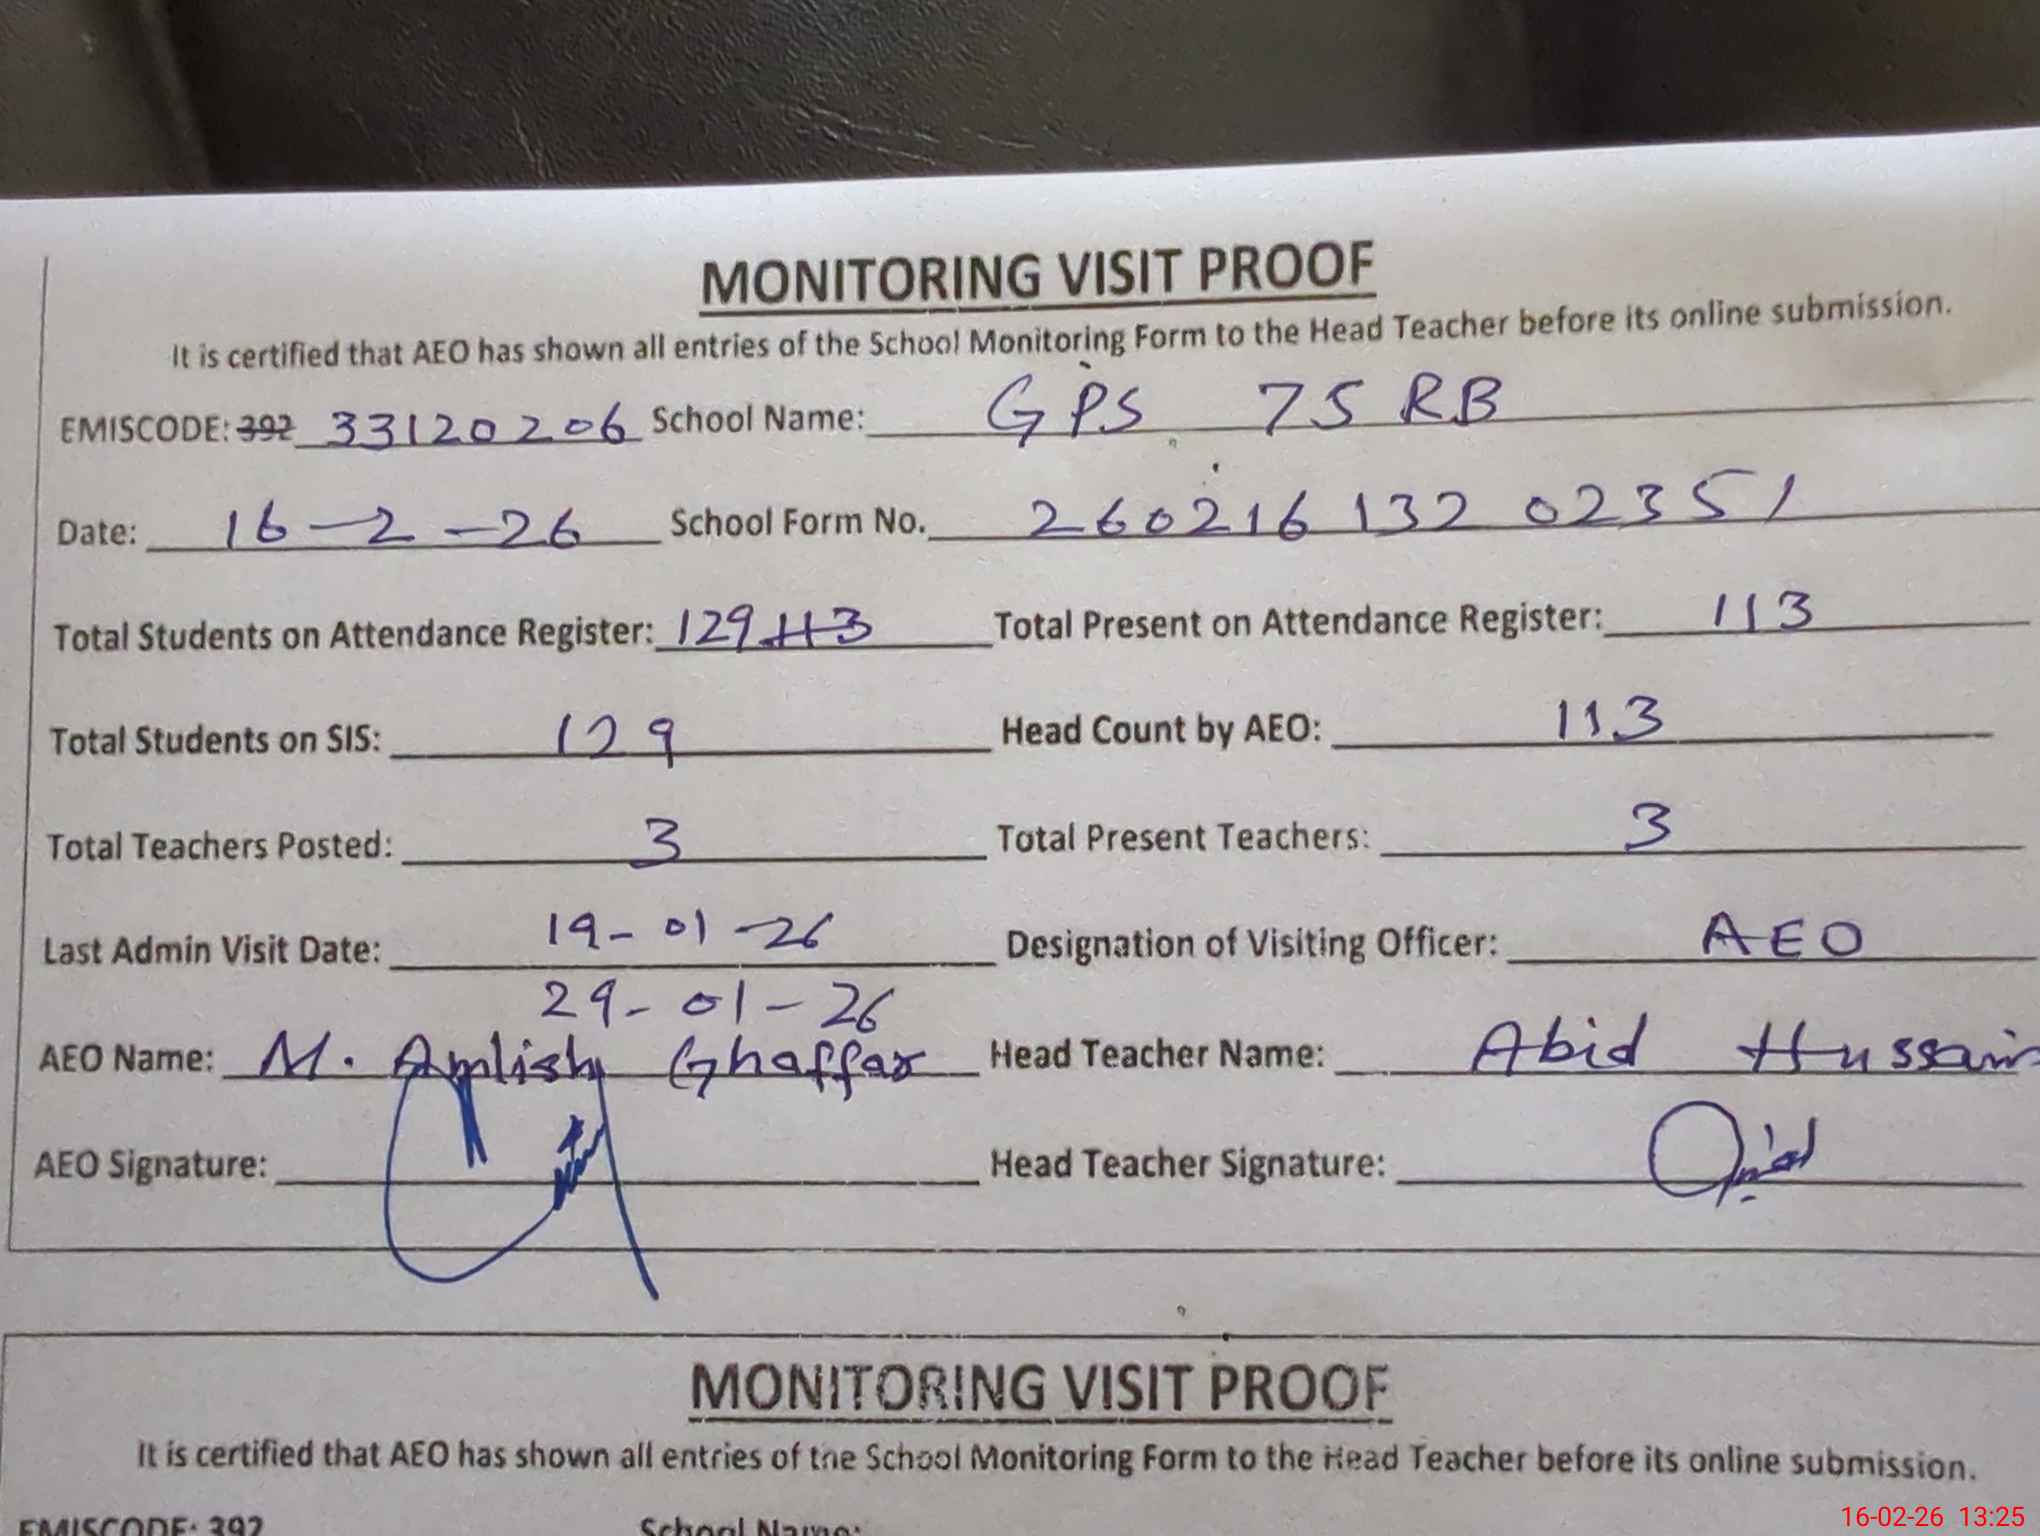 MONITORING VISIT PROOF
It is certified that AEO has shown all entries of the School Monitoring Form to the Head Teacher before its online submission.
EMISCODE: 392 33120206 School Name: GPS 75 RB
Date: 16-2-26 School Form No. 260216 132 02351
Total Students on Attendance Register: 129 113 Total Present on Attendance Register: 113
Total Students on SIS: 129 Head Count by AEO: 113
Total Teachers Posted: 3 Total Present Teachers: 3
Last Admin Visit Date: 19-01-26 Designation of Visiting Officer: AEO
29-01-26
AEO Name: M. Amlish Ghaffar Head Teacher Name: Abid Hussain
AEO Signature: Head Teacher Signature:
MONITORING VISIT PROOF
It is certified that AEO has shown all entries of the School Monitoring Form to the Head Teacher before its online submission.
EMISCODE: 392 School Name:
16-02-26 13:25